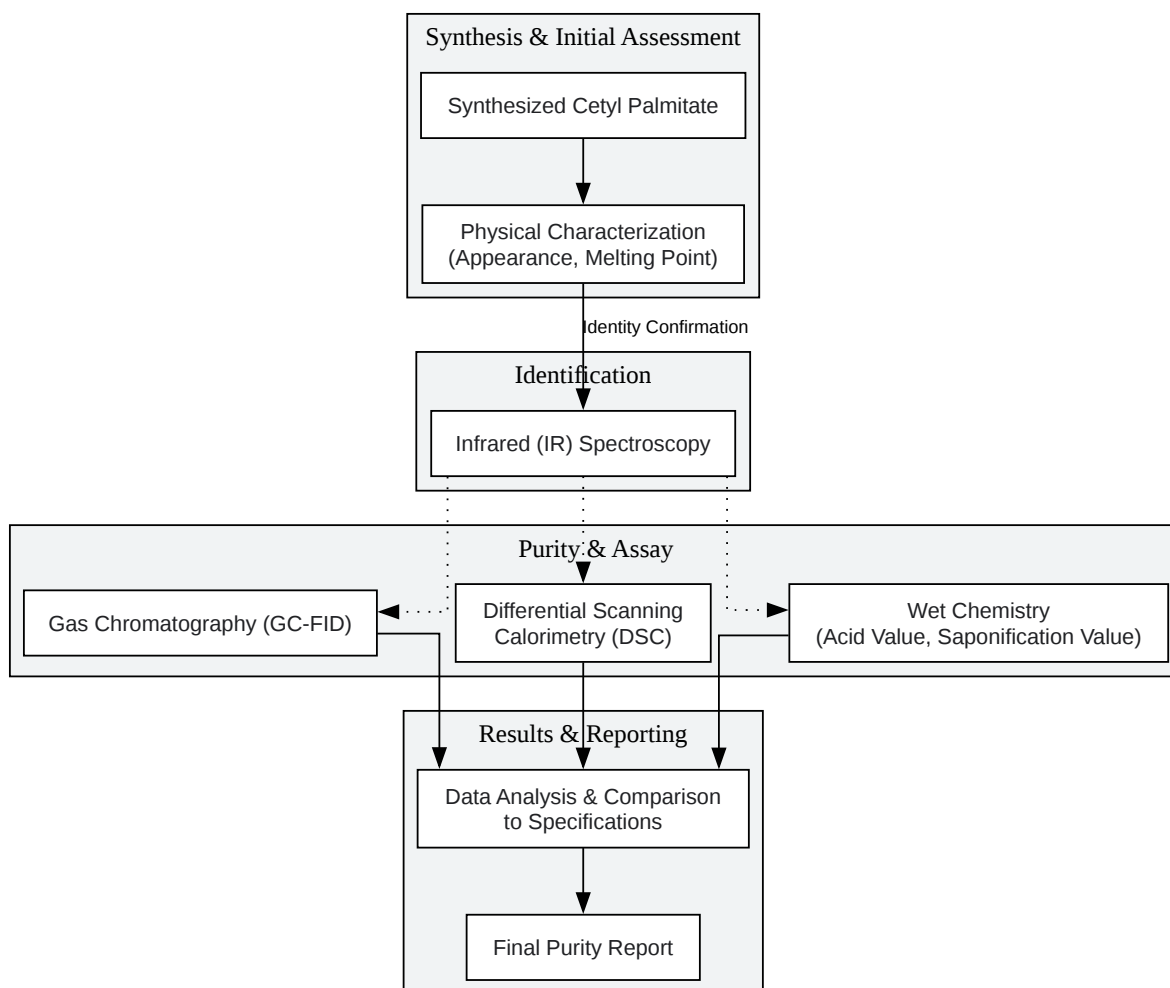 Synthesis & Initial Assessment
Synthesized Cetyl Palmitate
Physical Characterization
(Appearance, Melting Point)
Identity Confirmation
Identification
Infrared (IR) Spectroscopy
Purity & Assay
Gas Chromatography (GC-FID)
Differential Scanning
Calorimetry (DSC)
Wet Chemistry
(Acid Value, Saponification Value)
Results & Reporting
Data Analysis & Comparison
to Specifications
Final Purity Report